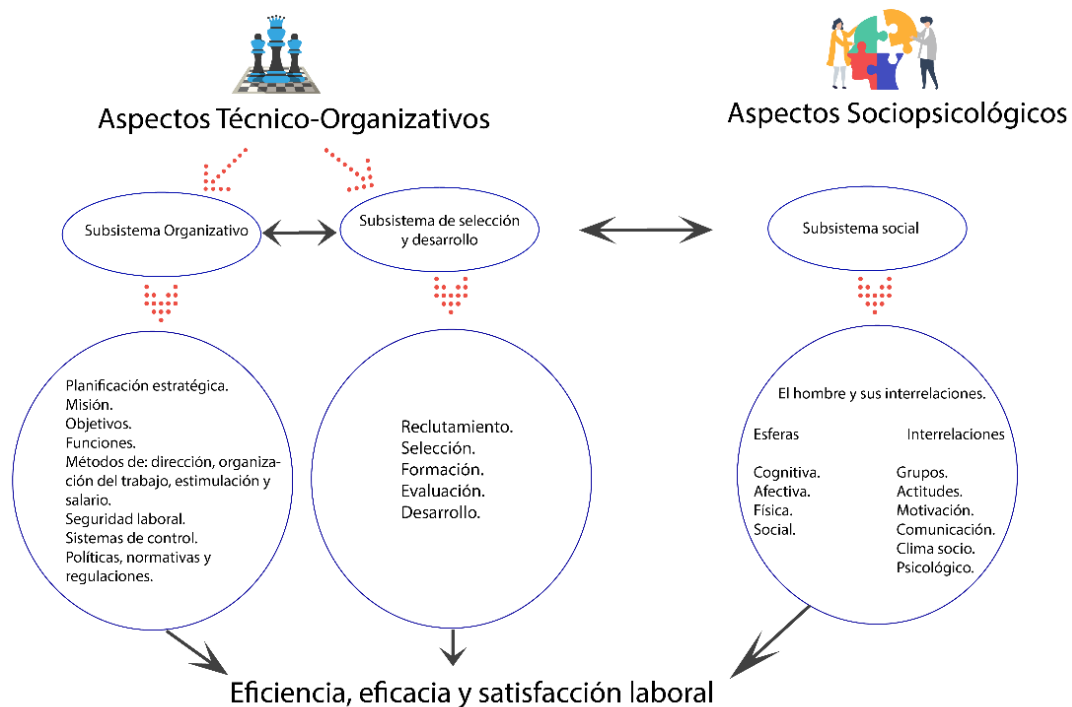 Aspectos Técnico-Organizativos
Aspectos Sociopsicológicos
Subsistema Organizativo
Subsistema de selección
y desarrollo
Subsistema social
Planificación estratégica.
Misión.
Objetivos.
Funciones.
Métodos de: dirección, organiza-
ción del trabajo, estimulación y
salario.
Seguridad laboral.
Sistemas de control.
Políticas, normativas y
regulaciones.
Reclutamiento.
Selección.
Formación.
Evaluación.
Desarrollo.
El hombre y sus interrelaciones.
Esferas
Cognitiva.
Afectiva.
Física.
Social.
Interrelaciones
Grupos.
Actitudes.
Motivación.
Comunicación.
Clima socio.
Psicológico.
Eficiencia, eficacia y satisfacción laboral